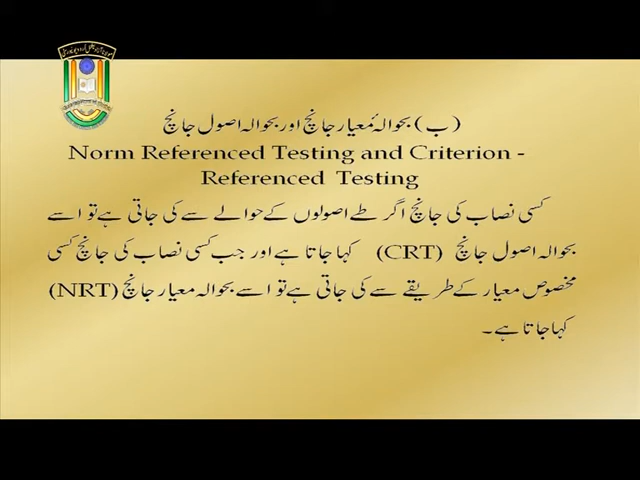 (ب) بحوالۂ معیار جانچ اور بحوالہ اصول جانچ
Norm Referenced Testing and Criterion -
Referenced Testing
کسی نصاب کی جانچ اگر طے اصولوں کے حوالے سے کی جاتی ہے تو اسے
بحوالہ اصول جانچ (CRT) کہا جاتا ہے اور جب کسی نصاب کی جانچ کسی
مخصوص معیار کے طریقے سے کی جاتی ہے تو اسے بحوالہ معیار جانچ (NRT)
کہا جاتا ہے۔